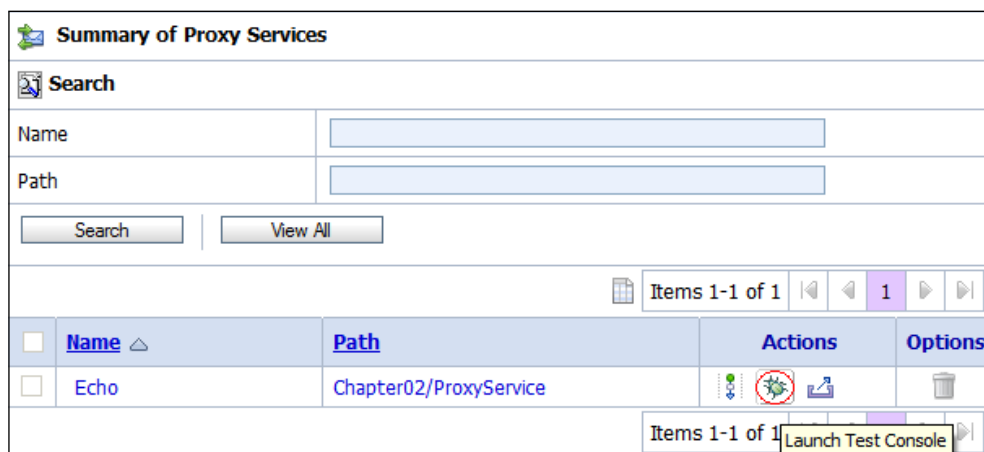 Summary of Proxy Services
Search
Name
Path
Search View All
Items 1-1 of 1 1
Name Path Actions Options
Echo Chapter02/ProxyService
Items 1-1 of 1
Launch Test Console